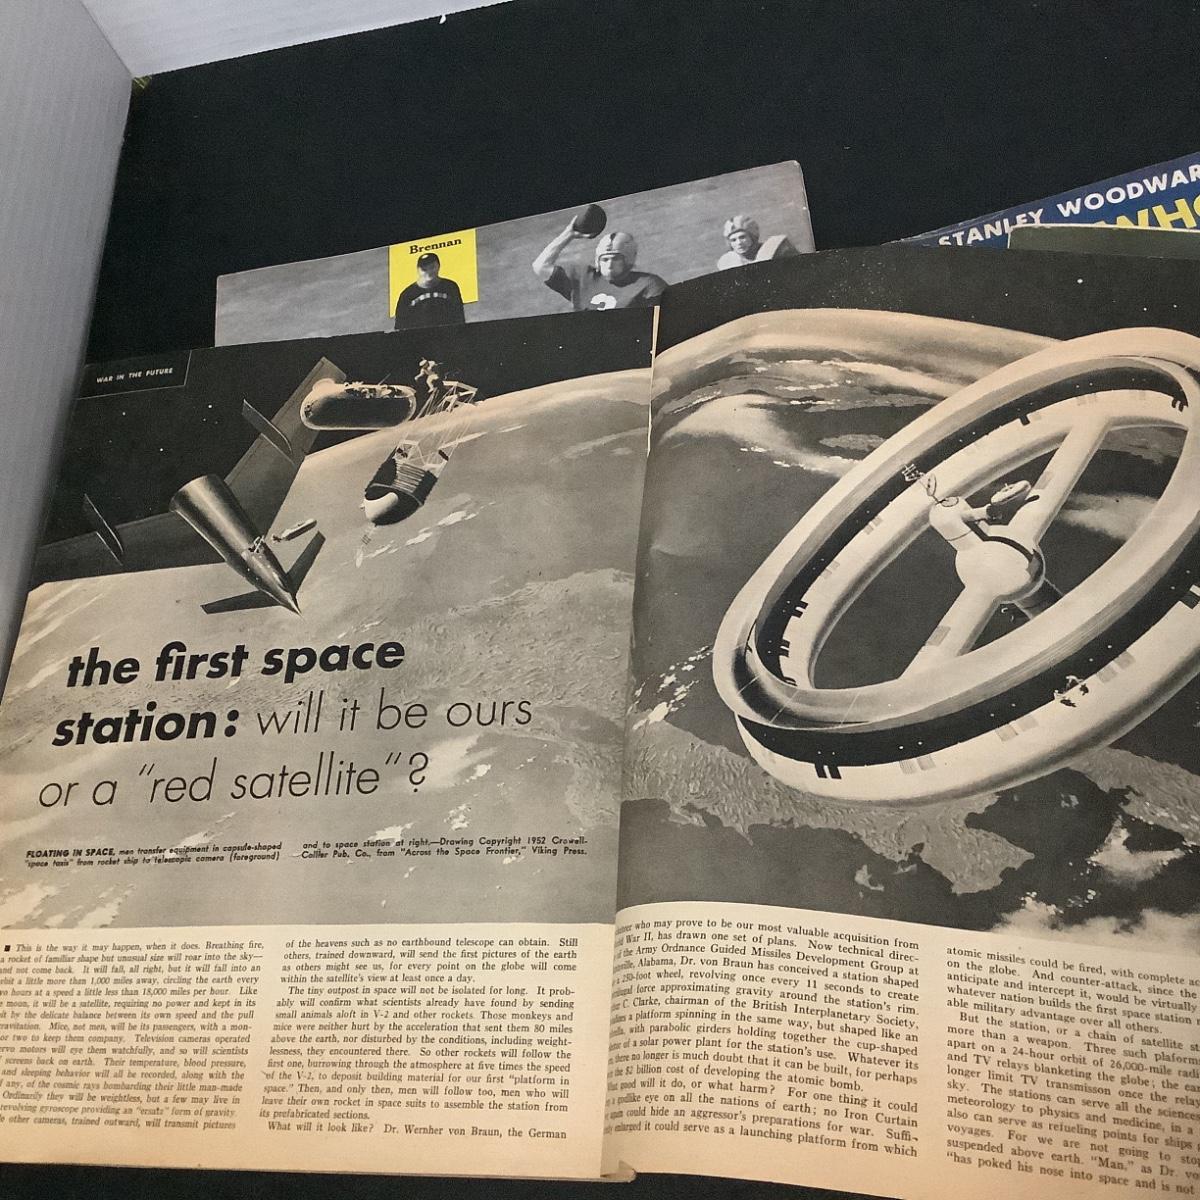 Brennan
STANLEY WOODWAR
WHO
WAR IN THE FUTURE
the first space
station: will it be ours
or a "red satellite"?
FLOATING IN SPACE, men transfer equipment in capsule-shaped
"space taxis" from rocket ship to telescopic camera (foreground)
and to space station at right.—Drawing Copyright 1952 Crowell-
Collier Pub. Co., from "Across the Space Frontier," Viking Press.
■ This is the way it may happen, when it does. Breathing fire,
a rocket of familiar shape but unusual size will roar into the sky—
and not come back. It will fall, all right, but it will fall into an
orbit a little more than 1,000 miles away, circling the earth every
two hours at a speed a little less than 18,000 miles per hour. Like
moon, it will be a satellite, requiring no power and kept in its
by the delicate balance between its own speed and the pull
gravitation. Mice, not men, will be its passengers, with a mon-
or two to keep them company. Television cameras operated
servo motors will eye them watchfully, and so will scientists
screens back on earth. Their temperature, blood pressure,
and sleeping behavior will all be recorded, along with the
any, of the cosmic rays bombarding their little man-made
Ordinarily they will be weightless, but a few may live in
revolving gyroscope providing an "ersatz" form of gravity.
other cameras, trained outward, will transmit pictures
of the heavens such as no earthbound telescope can obtain. Still
others, trained downward, will send the first pictures of the earth
as others might see us, for every point on the globe will come
within the satellite's view at least once a day.
The tiny outpost in space will not be isolated for long. It prob-
ably will confirm what scientists already have found by sending
small animals aloft in V-2 and other rockets. Those monkeys and
mice were neither hurt by the acceleration that sent them 80 miles
above the earth, nor disturbed by the conditions, including weight-
lessness, they encountered there. So other rockets will follow the
first one, burrowing through the atmosphere at five times the speed
of the V-2, to deposit building material for our first "platform in
space." Then, and only then, men will follow too, men who will
leave their own rocket in space suits to assemble the station from
its prefabricated sections.
What will it look like? Dr. Wernher von Braun, the German
who may prove to be our most valuable acquisition from
War II, has drawn one set of plans. Now technical direc-
the Army Ordnance Guided Missiles Development Group at
Alabama, Dr. von Braun has conceived a station shaped
a 250-foot wheel, revolving once every 11 seconds to create
force approximating gravity around the station's rim.
C. Clarke, chairman of the British Interplanetary Society,
a platform spinning in the same way, but shaped like an
with parabolic girders holding together the cup-shaped
of a solar power plant for the station's use. Whatever its
there no longer is much doubt that it can be built, for perhaps
the $2 billion cost of developing the atomic bomb.
good will it do, or what harm? For one thing it could
a godlike eye on all the nations of earth; no Iron Curtain
could hide an aggressor's preparations for war. Suffi-
enlarged it could serve as a launching platform from which
atomic missiles could be fired, with complete ac
on the globe. And counter-attack, since the
anticipate and intercept it, would be virtually
whatever nation builds the first space station
able military advantage over all others.
But the station, or a chain of satellite st
more than a weapon. Three such plaforms
apart on a 24-hour orbit of 26,000-mile radi
and TV relays blanketing the globe; the ea
longer limit TV transmisson once the relay
sky. The stations can serve all the sciences
meteorology to physics and medicine, in a
also can serve as refueling points for ships
voyages. For we are not going to stop
suspended above earth. "Man," as Dr. vo
"has poked his nose into space and is not